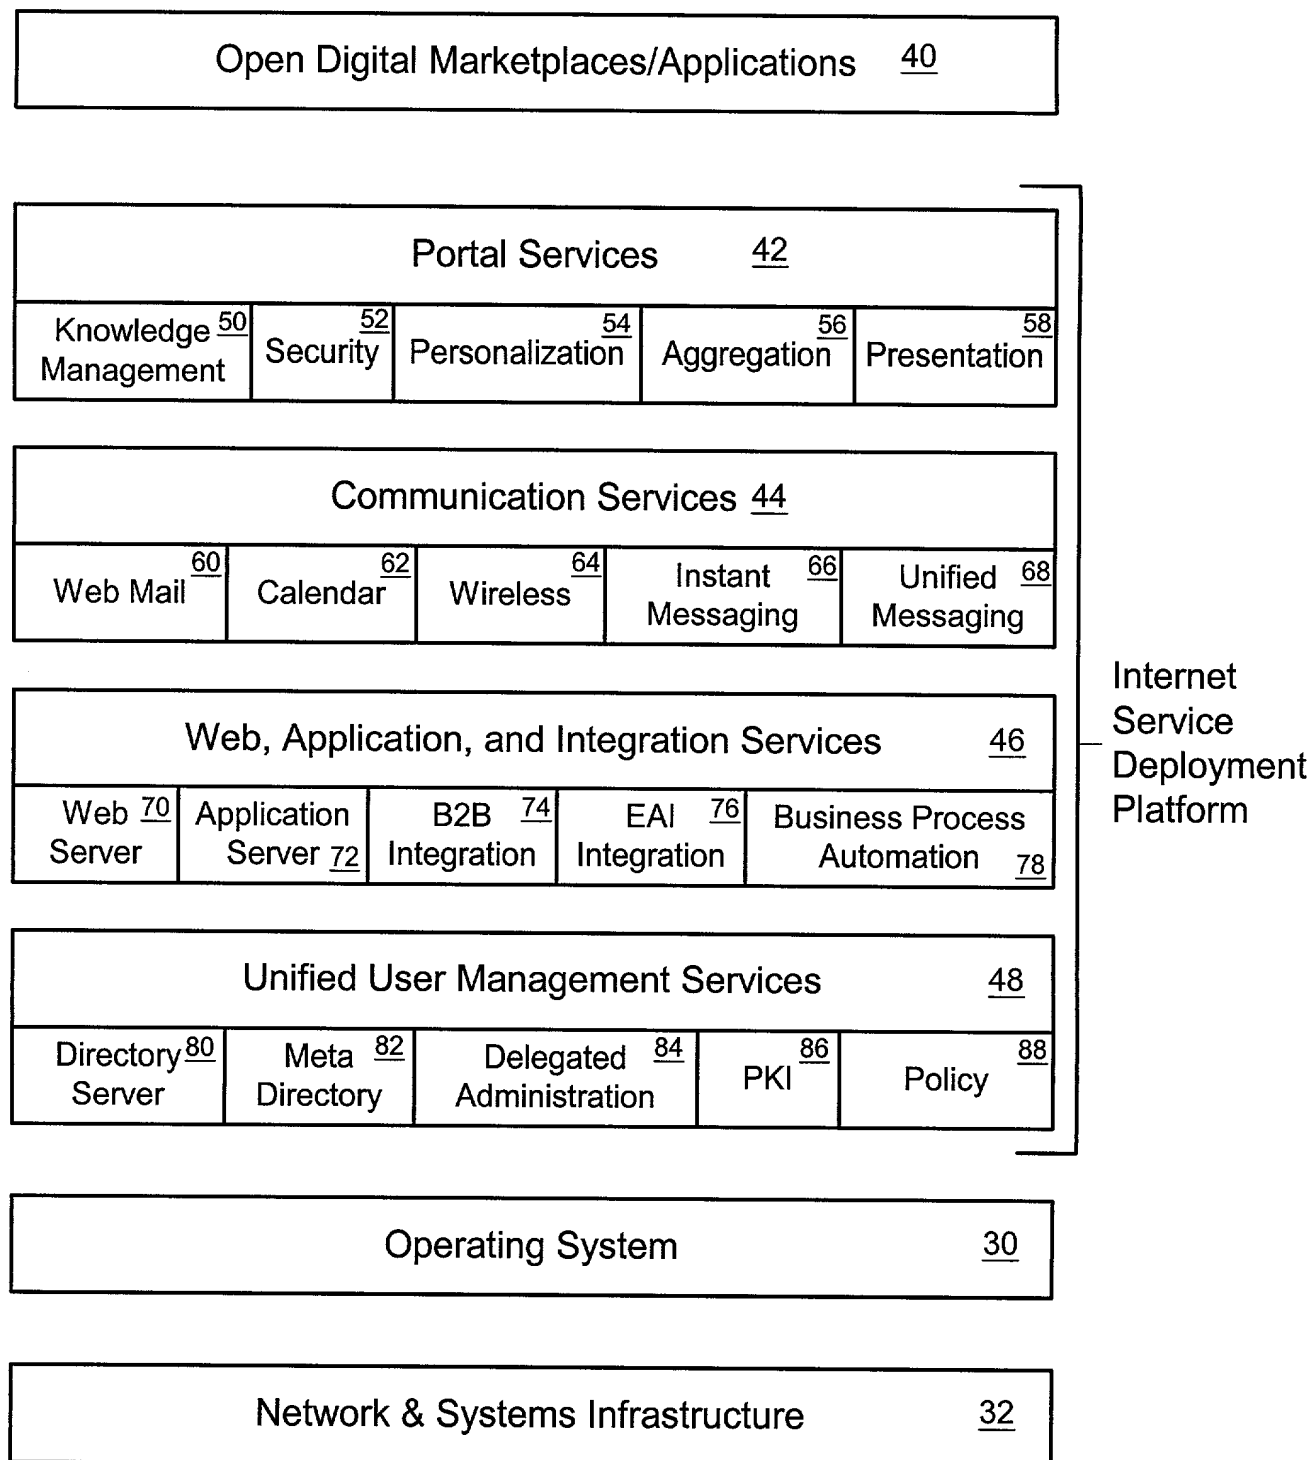 Open Digital Marketplaces/Applications 40
Portal Services 42
Knowledge 50
Management
Security 52
Personalization 54
Aggregation 56
Presentation 58
Communication Services 44
Web Mail 60
Calendar 62
Wireless 64
Instant 66
Messaging
Unified 68
Messaging
Web, Application, and Integration Services 46
Web 70
Server
Application
Server 72
B2B 74
Integration
EAI 76
Integration
Business Process
Automation 78
Unified User Management Services 48
Directory 80
Server
Meta 82
Directory
Delegated 84
Administration
PKI 86
Policy 88
Internet
Service
Deployment
Platform
Operating System 30
Network & Systems Infrastructure 32